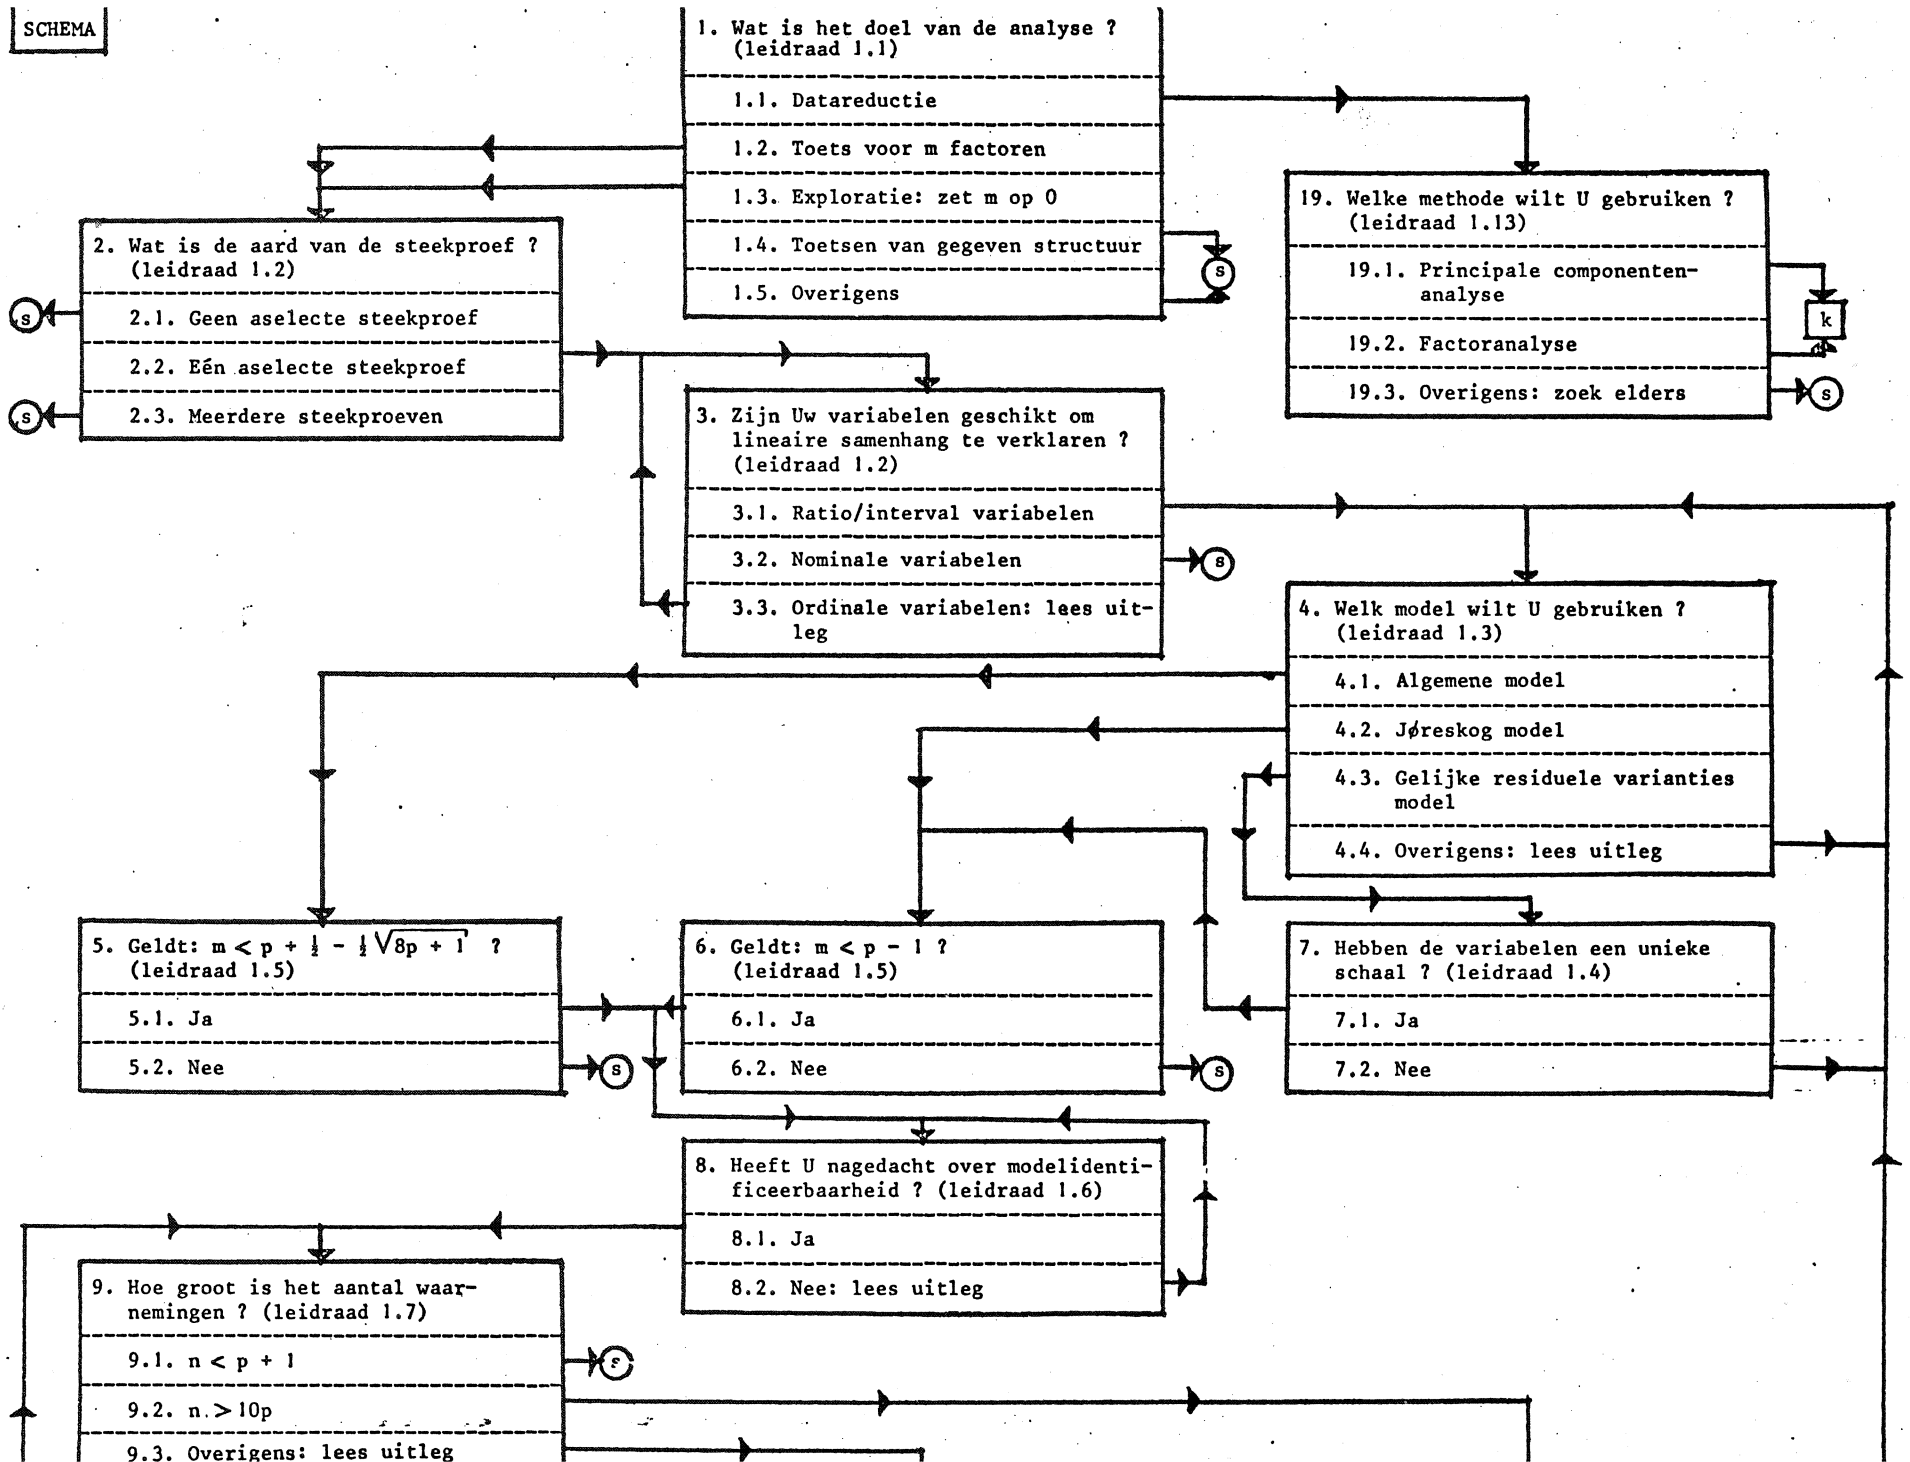 SCHEMA
1. Wat is het doel van de analyse ?
(leidraad 1.1)
1.1. Datareductie
1.2. Toets voor m factoren
1.3. Exploratie: zet m op 0
1.4. Toetsen van gegeven structuur
1.5. Overigens
s
19. Welke methode wilt U gebruiken ?
(leidraad 1.13)
19.1. Principale componenten-
analyse
19.2. Factoranalyse
19.3. Overigens: zoek elders
k
s
2. Wat is de aard van de steekproef ?
(leidraad 1.2)
2.1. Geen aselecte steekproef
2.2. Eén aselecte steekproef
2.3. Meerdere steekproeven
s
s
3. Zijn Uw variabelen geschikt om
lineaire samenhang te verklaren ?
(leidraad 1.2)
3.1. Ratio/interval variabelen
3.2. Nominale variabelen
3.3. Ordinale variabelen: lees uit-
leg
s
4. Welk model wilt U gebruiken ?
(leidraad 1.3)
4.1. Algemene model
4.2. Jøreskog model
4.3. Gelijke residuele varianties
model
4.4. Overigens: lees uitleg
5. Geldt: m < p + ½ - ½ √8p + 1 ?
(leidraad 1.5)
5.1. Ja
5.2. Nee
s
6. Geldt: m < p - 1 ?
(leidraad 1.5)
6.1. Ja
6.2. Nee
s
7. Hebben de variabelen een unieke
schaal ? (leidraad 1.4)
7.1. Ja
7.2. Nee
8. Heeft U nagedacht over modelidenti-
ficeerbaarheid ? (leidraad 1.6)
8.1. Ja
8.2. Nee: lees uitleg
9. Hoe groot is het aantal waar-
nemingen ? (leidraad 1.7)
9.1. n < p + 1
9.2. n > 10p
9.3. Overigens: lees uitleg
s